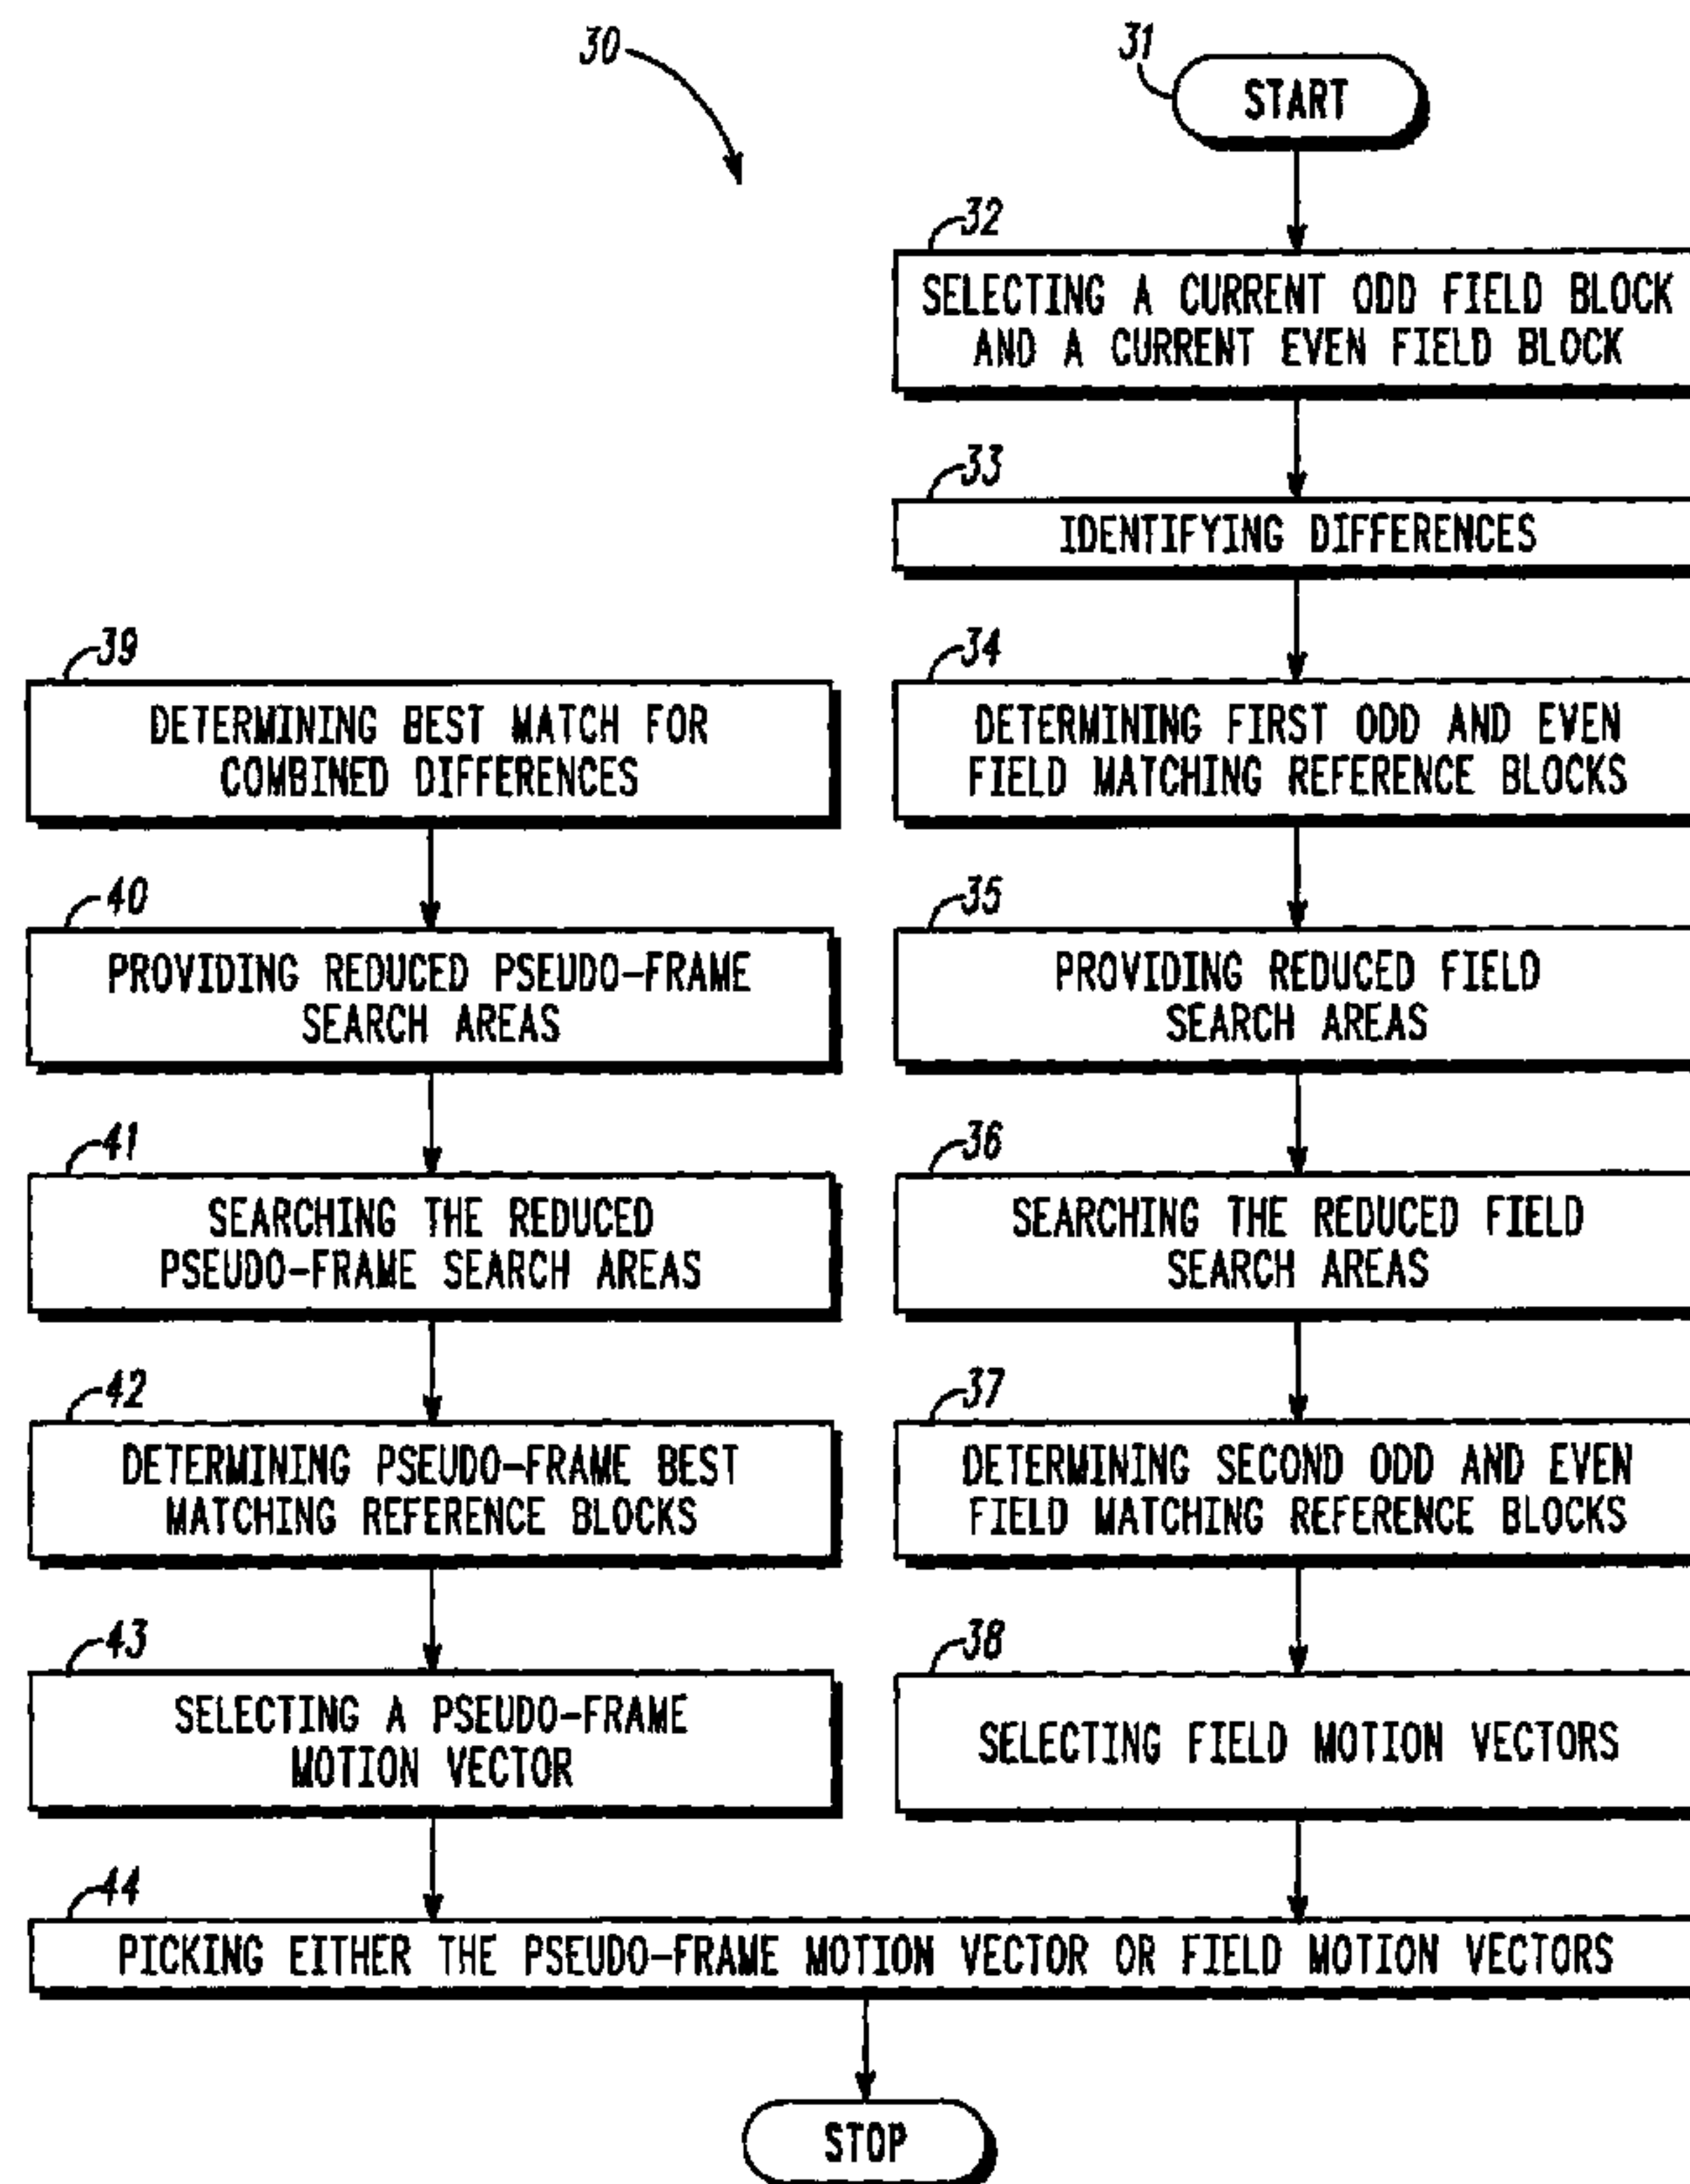 30
31
START
32
SELECTING A CURRENT ODD FIELD BLOCK
AND A CURRENT EVEN FIELD BLOCK
33
IDENTIFYING DIFFERENCES
39
DETERMINING BEST MATCH FOR
COMBINED DIFFERENCES
34
DETERMINING FIRST ODD AND EVEN
FIELD MATCHING REFERENCE BLOCKS
40
PROVIDING REDUCED PSEUDO-FRAME
SEARCH AREAS
35
PROVIDING REDUCED FIELD
SEARCH AREAS
41
SEARCHING THE REDUCED
PSEUDO-FRAME SEARCH AREAS
36
SEARCHING THE REDUCED FIELD
SEARCH AREAS
42
DETERMINING PSEUDO-FRAME BEST
MATCHING REFERENCE BLOCKS
37
DETERMINING SECOND ODD AND EVEN
FIELD MATCHING REFERENCE BLOCKS
43
SELECTING A PSEUDO-FRAME
MOTION VECTOR
38
SELECTING FIELD MOTION VECTORS
44
PICKING EITHER THE PSEUDO-FRAME MOTION VECTOR OR FIELD MOTION VECTORS
STOP